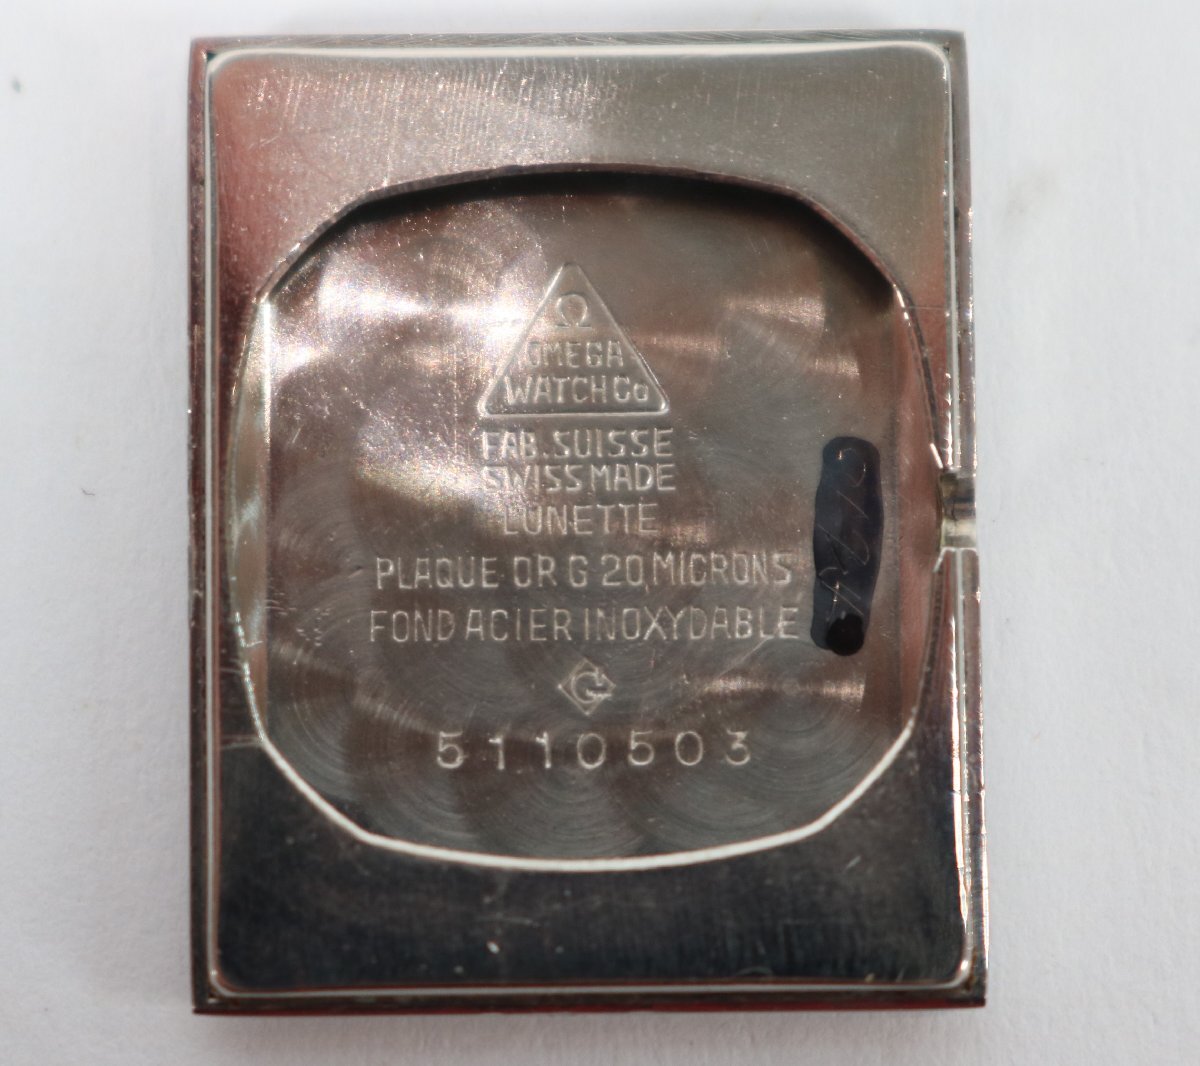 Ω
OMEGA
WATCH Co
FAB. SUISSE
SWISS MADE
LUNETTE
PLAQUE OR G 20 MICRONS
FOND ACIER INOXYDABLE
G
5110503